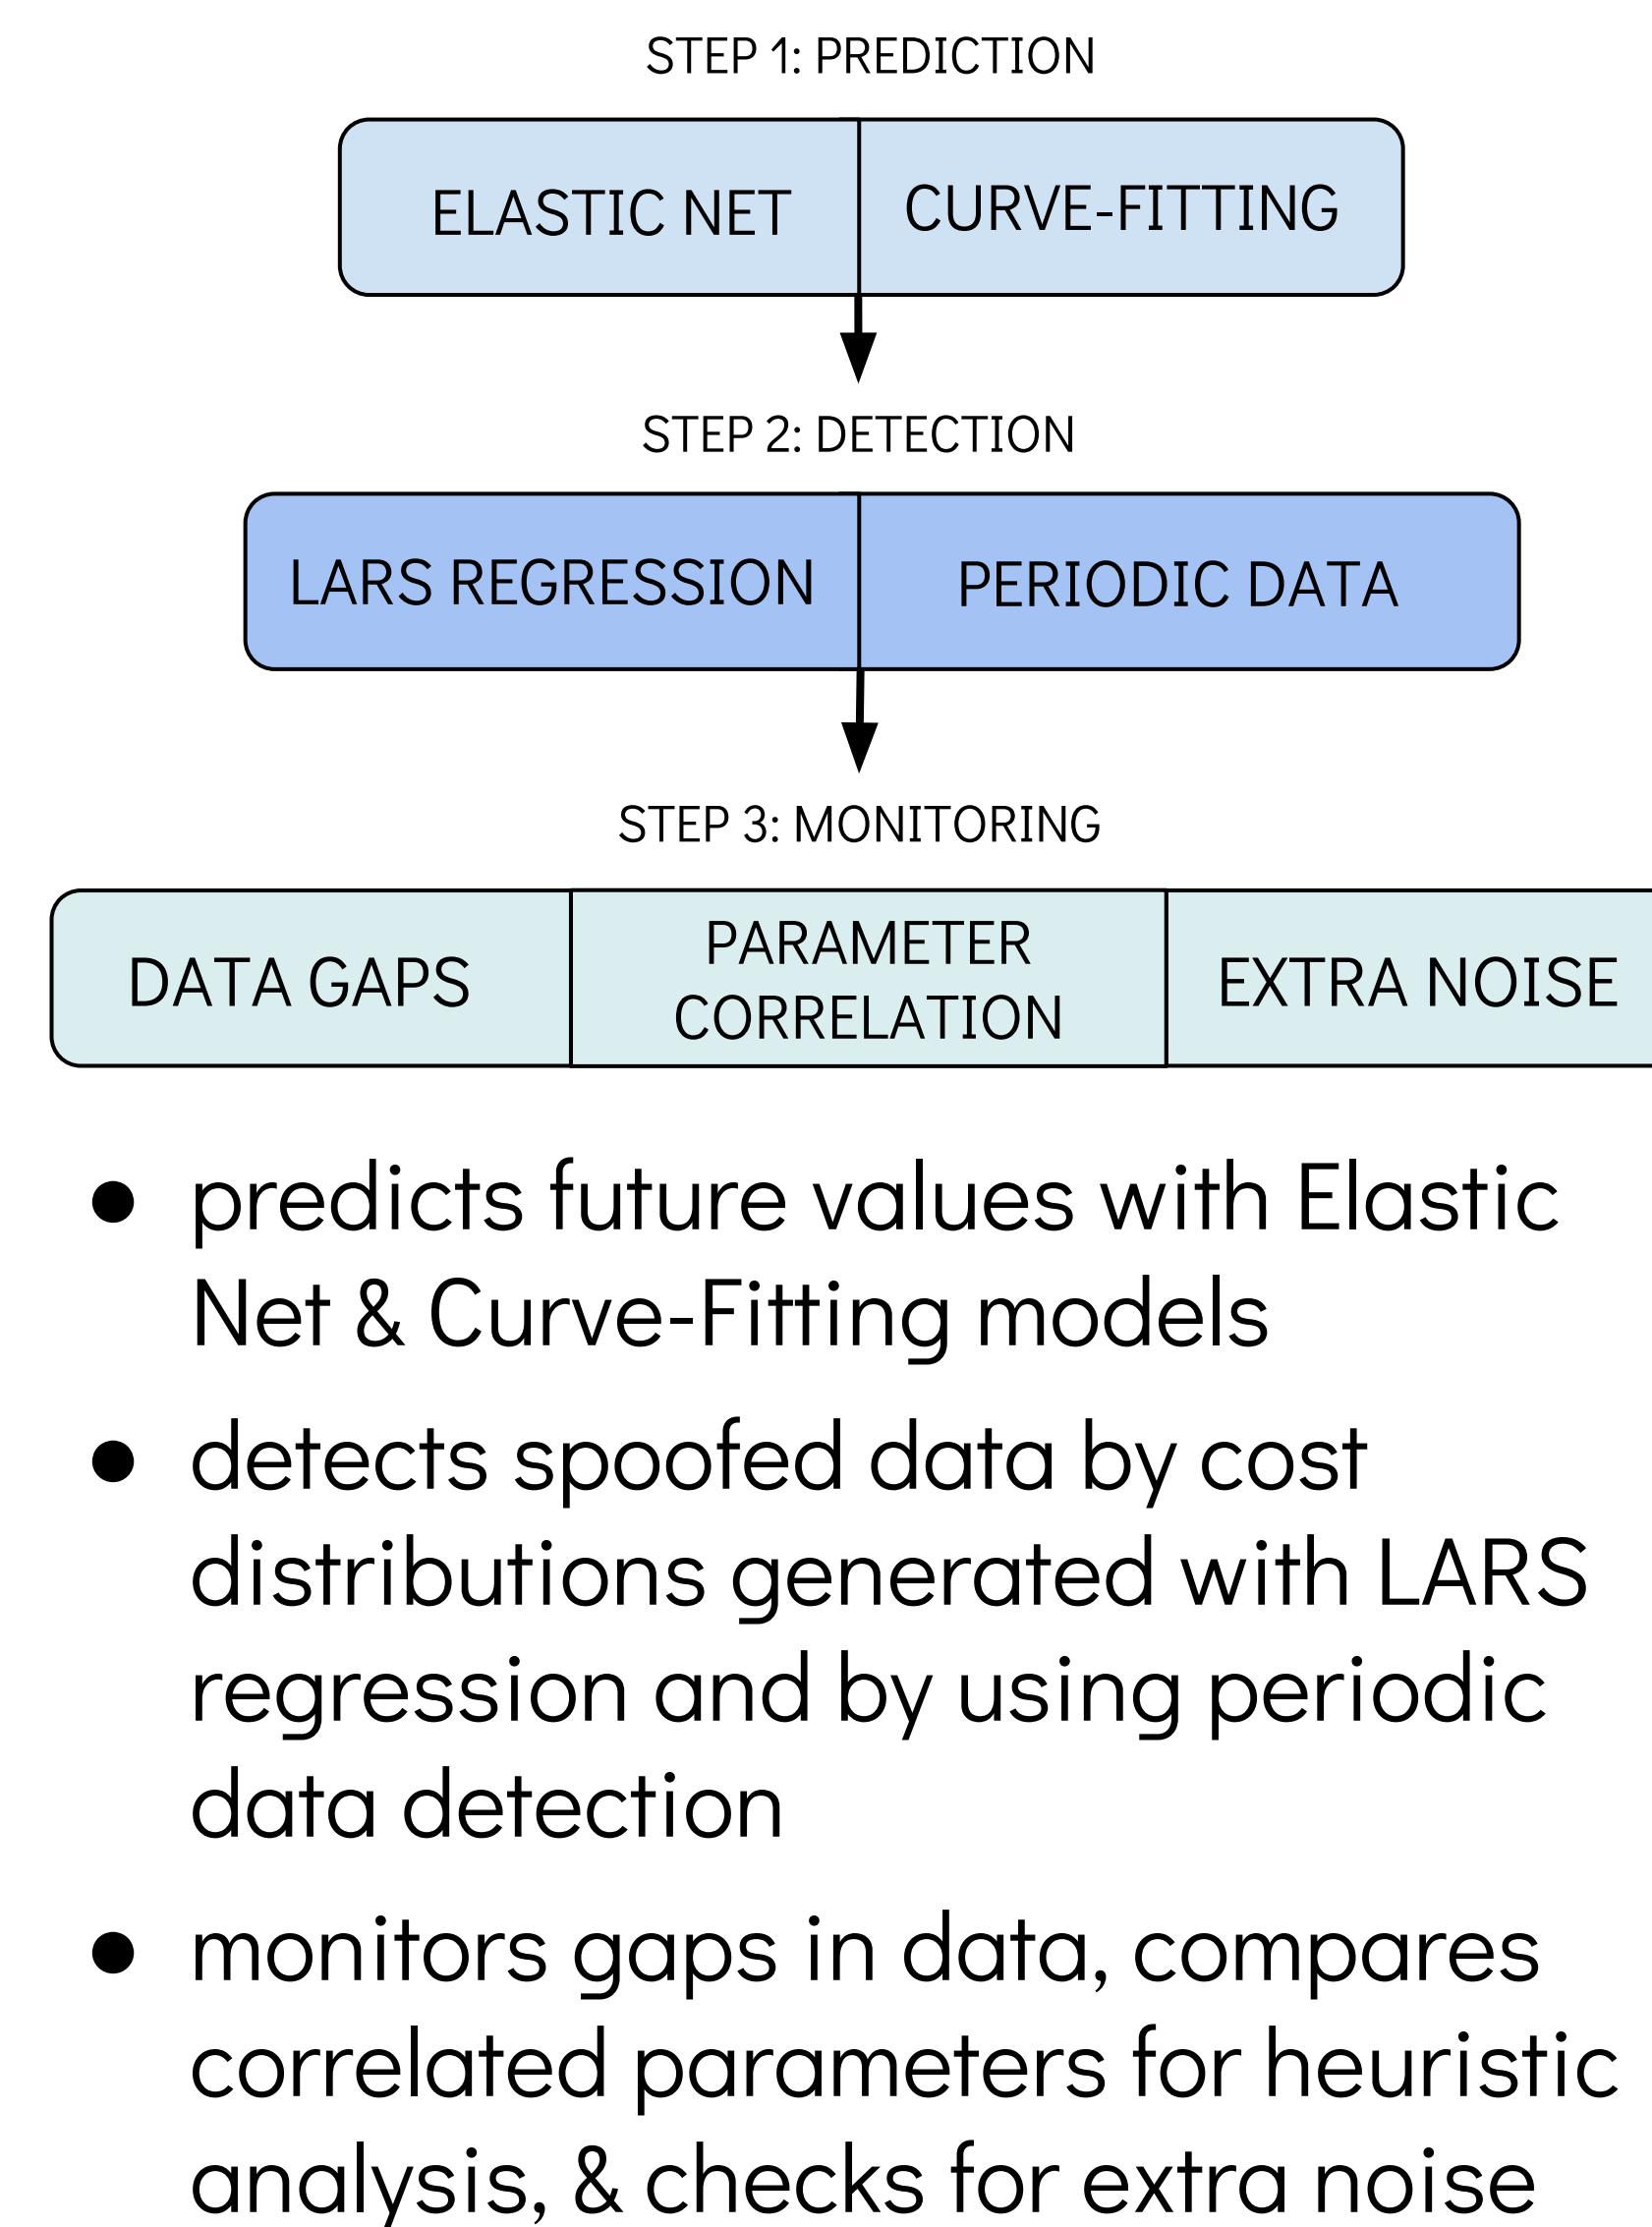 STEP 1: PREDICTION
ELASTIC NET
CURVE-FITTING
STEP 2: DETECTION
LARS REGRESSION
PERIODIC DATA
STEP 3: MONITORING
DATA GAPS
PARAMETER
CORRELATION
EXTRA NOISE
● predicts future values with Elastic
Net & Curve-Fitting models
● detects spoofed data by cost
distributions generated with LARS
regression and by using periodic
data detection
● monitors gaps in data, compares
correlated parameters for heuristic
analysis, & checks for extra noise